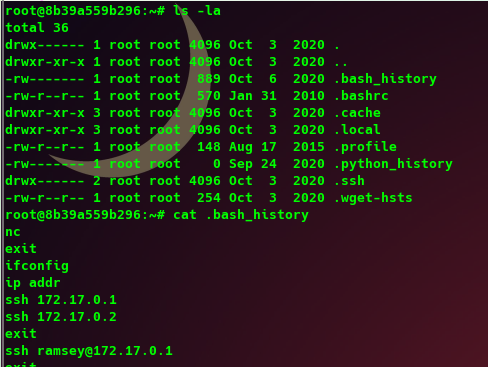 root@8b39a559b296:~# ls -la
total 36
drwx------ 1 root root 4096 Oct  3  2020 .
drwxr-xr-x 1 root root 4096 Oct  3  2020 ..
-rw------- 1 root root  889 Oct  6  2020 .bash_history
-rw-r--r-- 1 root root  570 Jan 31  2010 .bashrc
drwxr-xr-x 3 root root 4096 Oct  3  2020 .cache
drwxr-xr-x 3 root root 4096 Oct  3  2020 .local
-rw-r--r-- 1 root root  148 Aug 17  2015 .profile
-rw------- 1 root root    0 Sep 24  2020 .python_history
drwx------ 2 root root 4096 Oct  3  2020 .ssh
-rw-r--r-- 1 root root  254 Oct  3  2020 .wget-hsts
root@8b39a559b296:~# cat .bash_history
nc
exit
ifconfig
ip addr
ssh 172.17.0.1
ssh 172.17.0.2
exit
ssh ramsey@172.17.0.1
exit